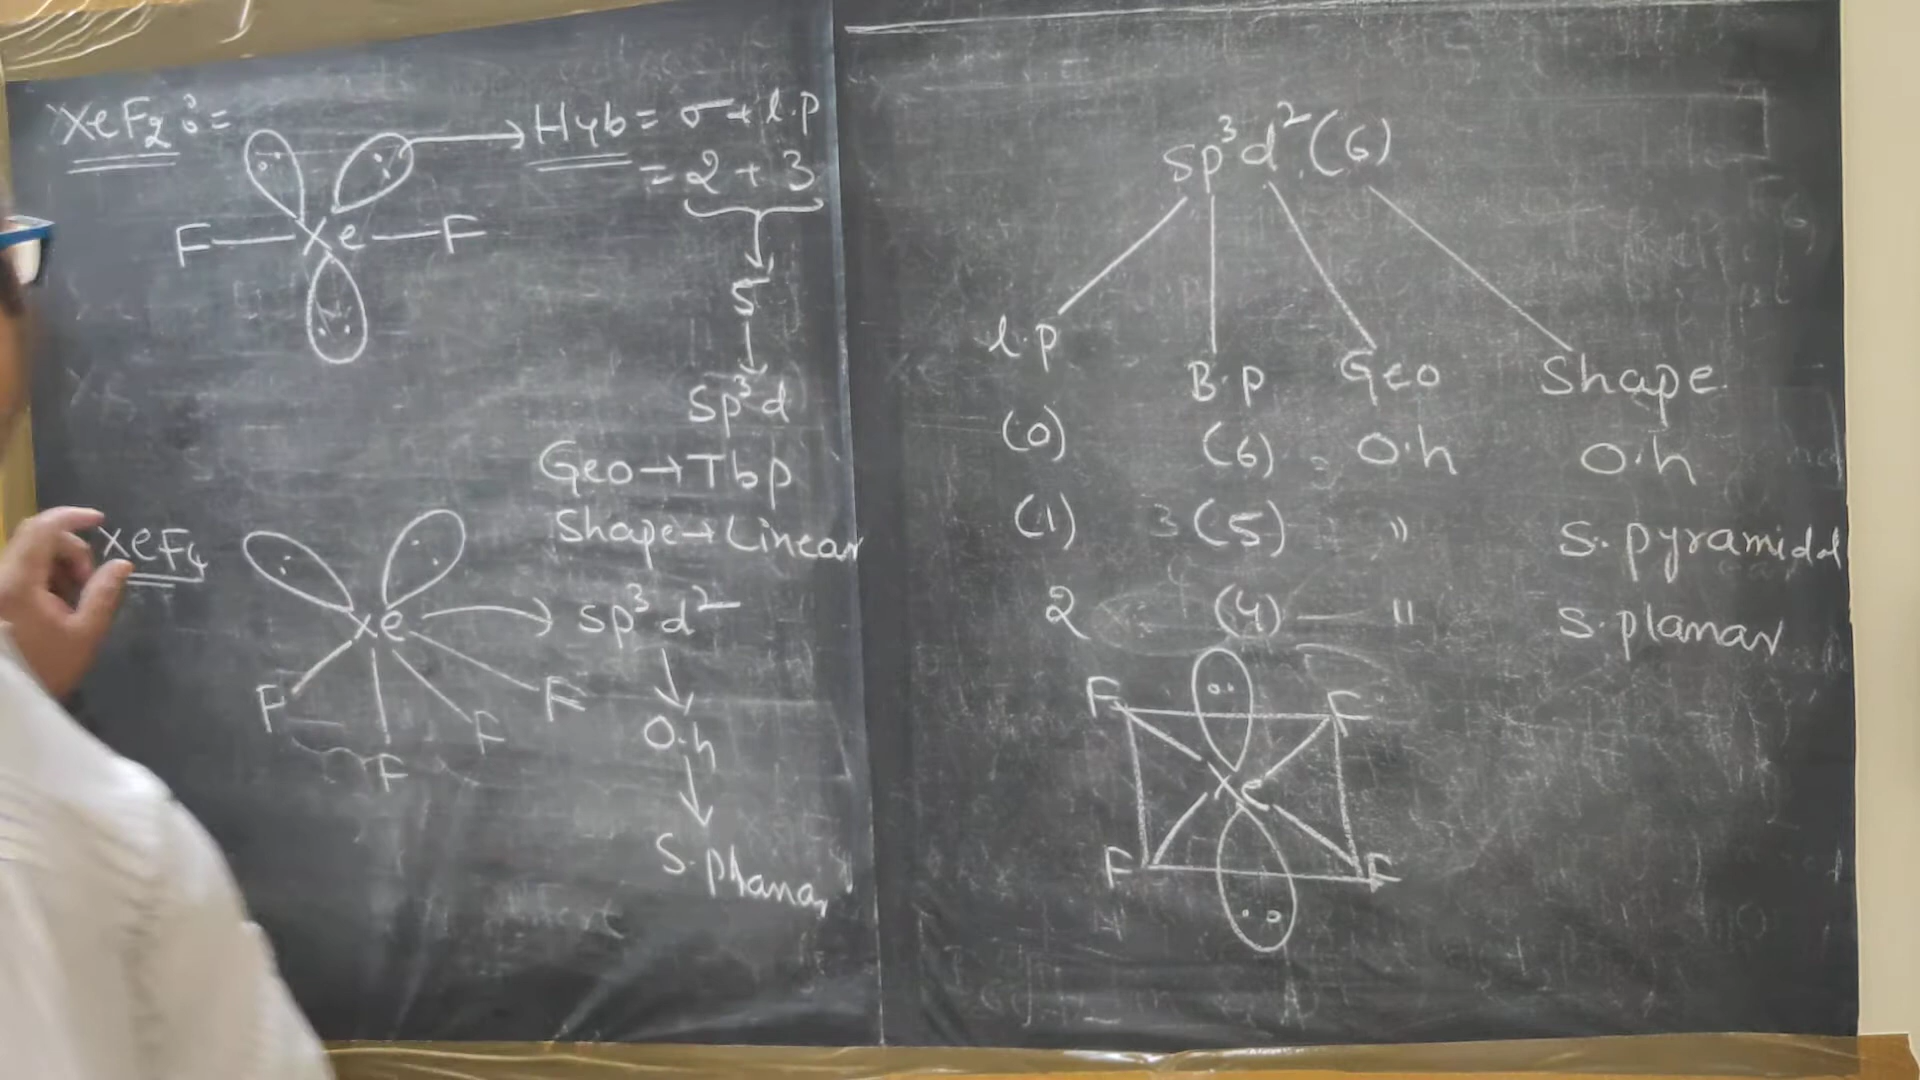 XeF2 :=
Hyb = σ + l.p
= 2 + 3
F — Xe — F
5
sp³d
Geo → Tbp
Shape → Linear
XeF4
Xe → sp³d²
F F F F
O.h
S.planar
sp³d² (6)
l.p B.p Geo Shape
(0) (6) O.h O.h
(1) 3 (5) " S.pyramidal
2 (4) — " S.planar
F F
Xe
F F